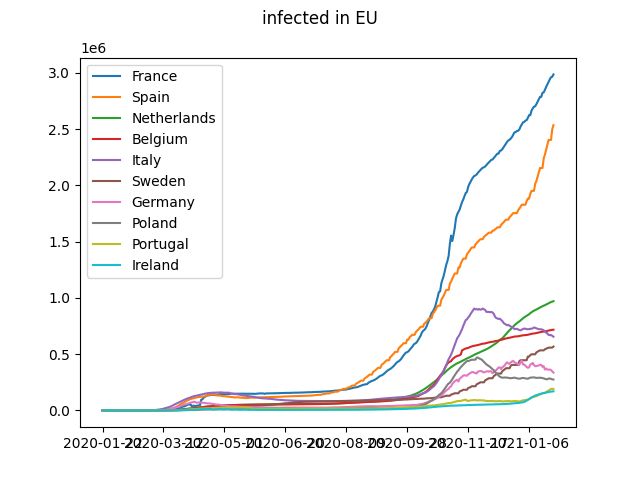 infected in EU
1e6
3.0
2.5
2.0
1.5
1.0
0.5
0.0
France
Spain
Netherlands
Belgium
Italy
Sweden
Germany
Poland
Portugal
Ireland
2020-01-22 2020-03-12 2020-05-01 2020-06-20 2020-08-09 2020-09-28 2020-11-17 2021-01-06